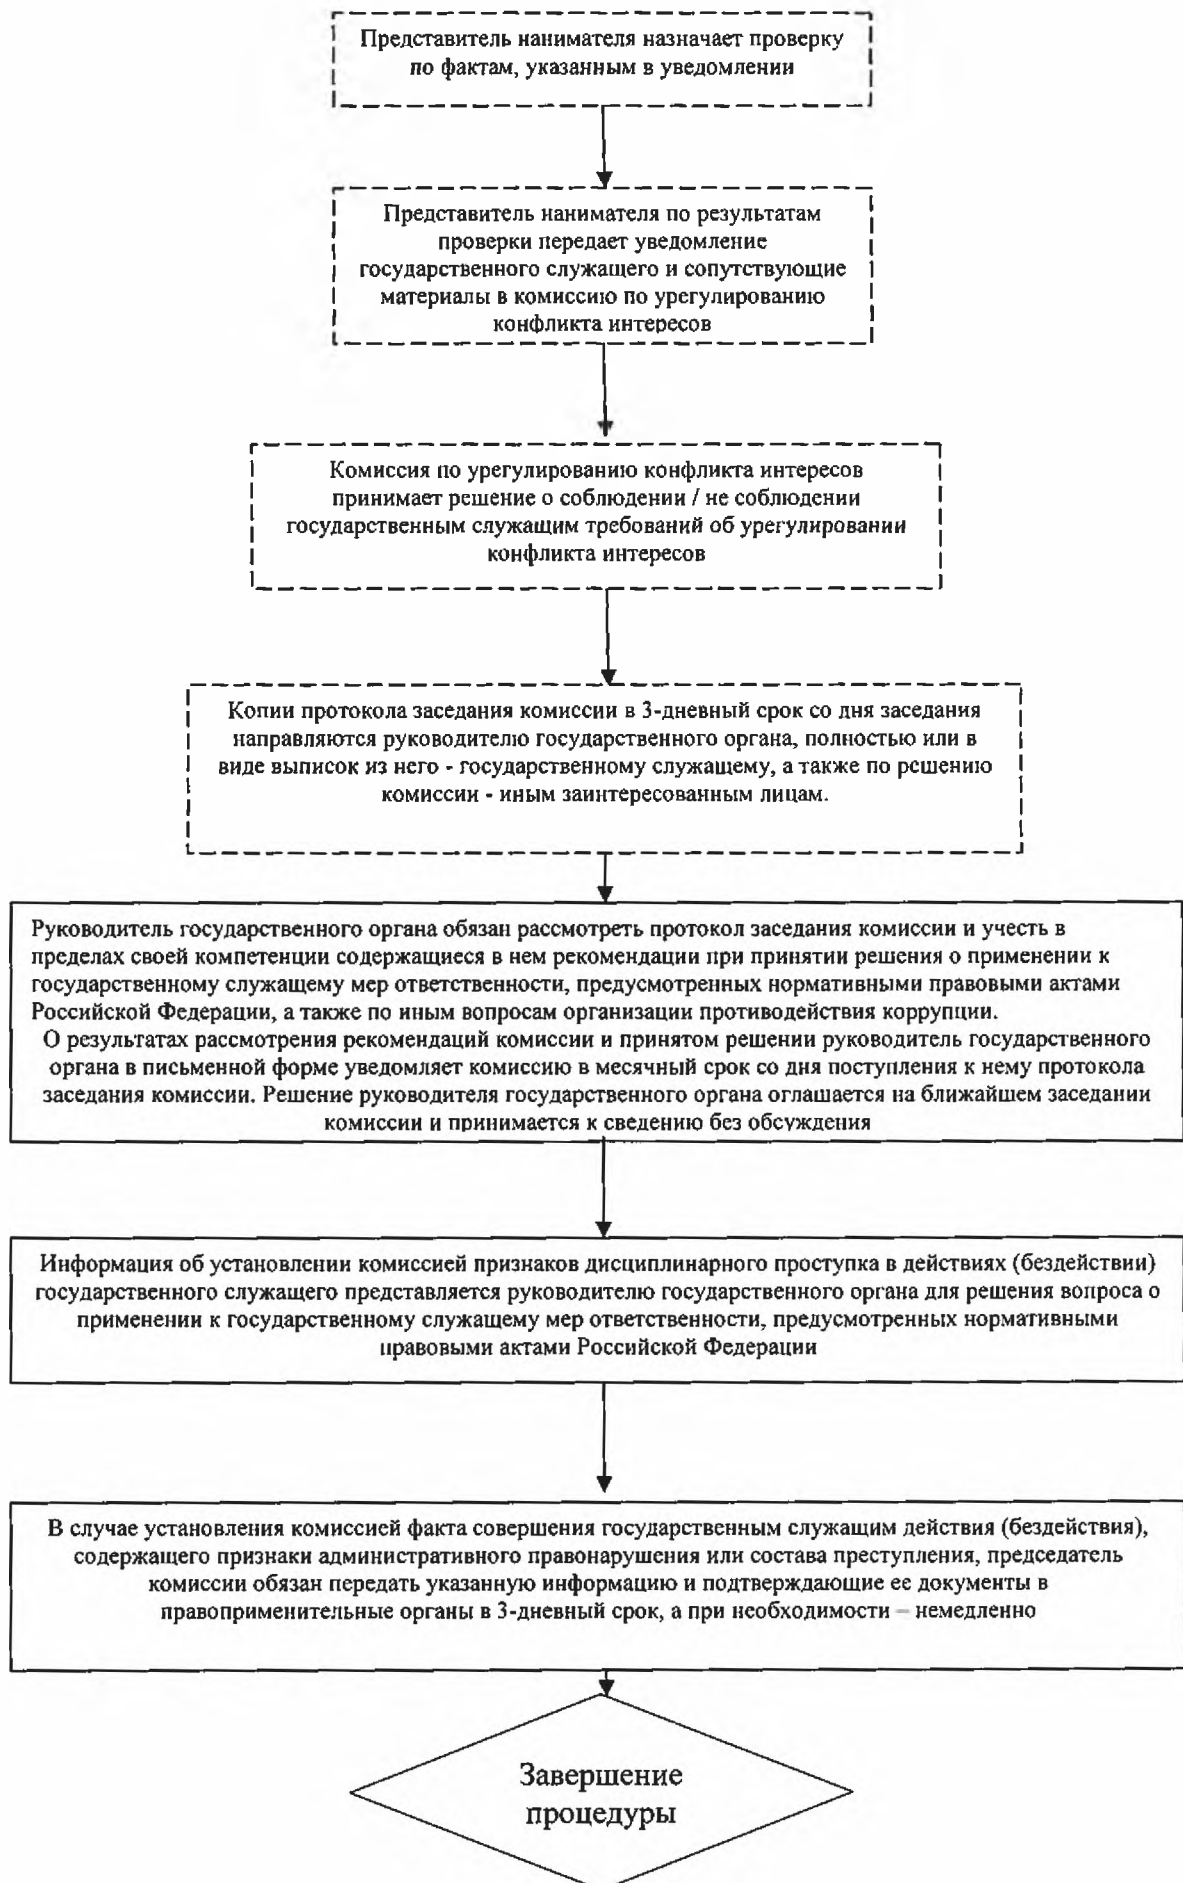 Представитель нанимателя назначает проверку
по фактам, указанным в уведомлении
Представитель нанимателя по результатам
проверки передает уведомление
государственного служащего и сопутствующие
материалы в комиссию по урегулированию
конфликта интересов
Комиссия по урегулированию конфликта интересов
принимает решение о соблюдении / не соблюдении
государственным служащим требований об урегулировании
конфликта интересов
Копии протокола заседания комиссии в 3-дневный срок со дня заседания
направляются руководителю государственного органа, полностью или в
виде выписок из него - государственному служащему, а также по решению
комиссии - иным заинтересованным лицам.
Руководитель государственного органа обязан рассмотреть протокол заседания комиссии и учесть в
пределах своей компетенции содержащиеся в нем рекомендации при принятии решения о применении к
государственному служащему мер ответственности, предусмотренных нормативными правовыми актами
Российской Федерации, а также по иным вопросам организации противодействия коррупции.
О результатах рассмотрения рекомендаций комиссии и принятом решении руководитель государственного
органа в письменной форме уведомляет комиссию в месячный срок со дня поступления к нему протокола
заседания комиссии. Решение руководителя государственного органа оглашается на ближайшем заседании
комиссии и принимается к сведению без обсуждения
Информация об установлении комиссией признаков дисциплинарного проступка в действиях (бездействии)
государственного служащего представляется руководителю государственного органа для решения вопроса о
применении к государственному служащему мер ответственности, предусмотренных нормативными
правовыми актами Российской Федерации
В случае установления комиссией факта совершения государственным служащим действия (бездействия),
содержащего признаки административного правонарушения или состава преступления, председатель
комиссии обязан передать указанную информацию и подтверждающие ее документы в
правоприменительные органы в 3-дневный срок, а при необходимости – немедленно
Завершение
процедуры